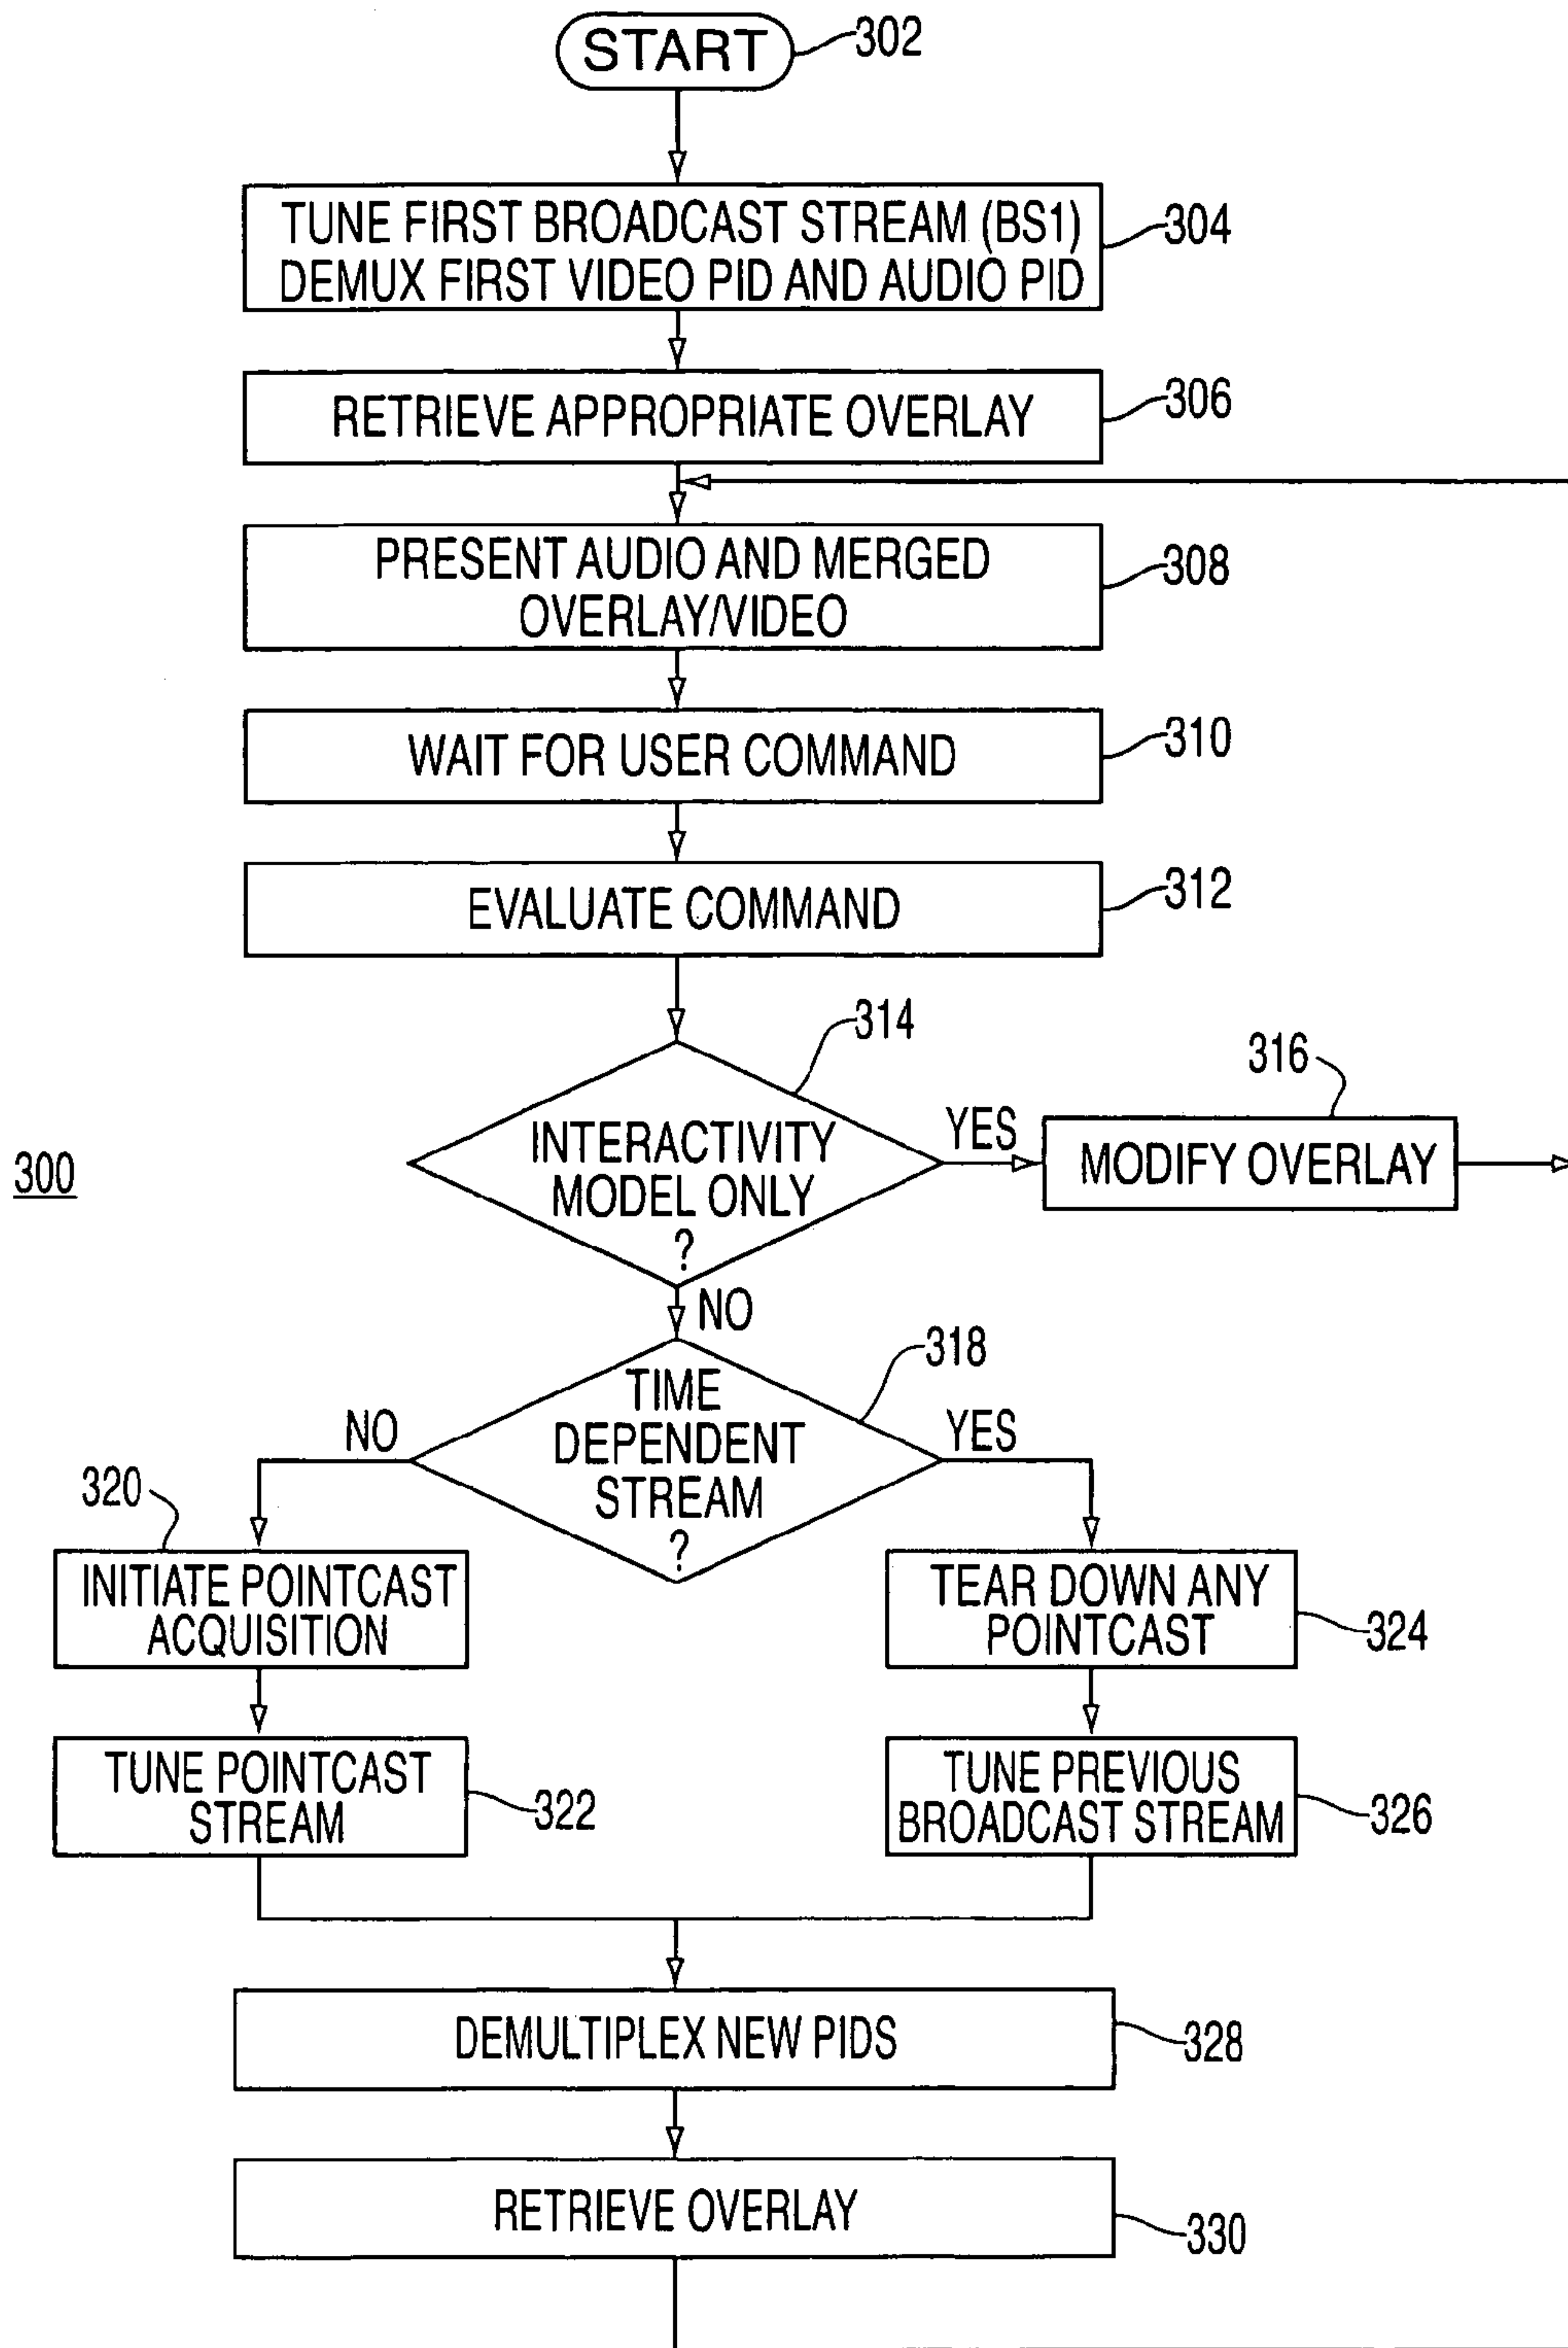 START
302
TUNE FIRST BROADCAST STREAM (BS1)
DEMUX FIRST VIDEO PID AND AUDIO PID
304
RETRIEVE APPROPRIATE OVERLAY
306
PRESENT AUDIO AND MERGED
OVERLAY/VIDEO
308
WAIT FOR USER COMMAND
310
EVALUATE COMMAND
312
314
INTERACTIVITY
MODEL ONLY
?
YES
316
MODIFY OVERLAY
300
NO
318
TIME
DEPENDENT
STREAM
?
NO
YES
320
INITIATE POINTCAST
ACQUISITION
TEAR DOWN ANY
POINTCAST
324
TUNE POINTCAST
STREAM
322
TUNE PREVIOUS
BROADCAST STREAM
326
DEMULTIPLEX NEW PIDS
328
RETRIEVE OVERLAY
330